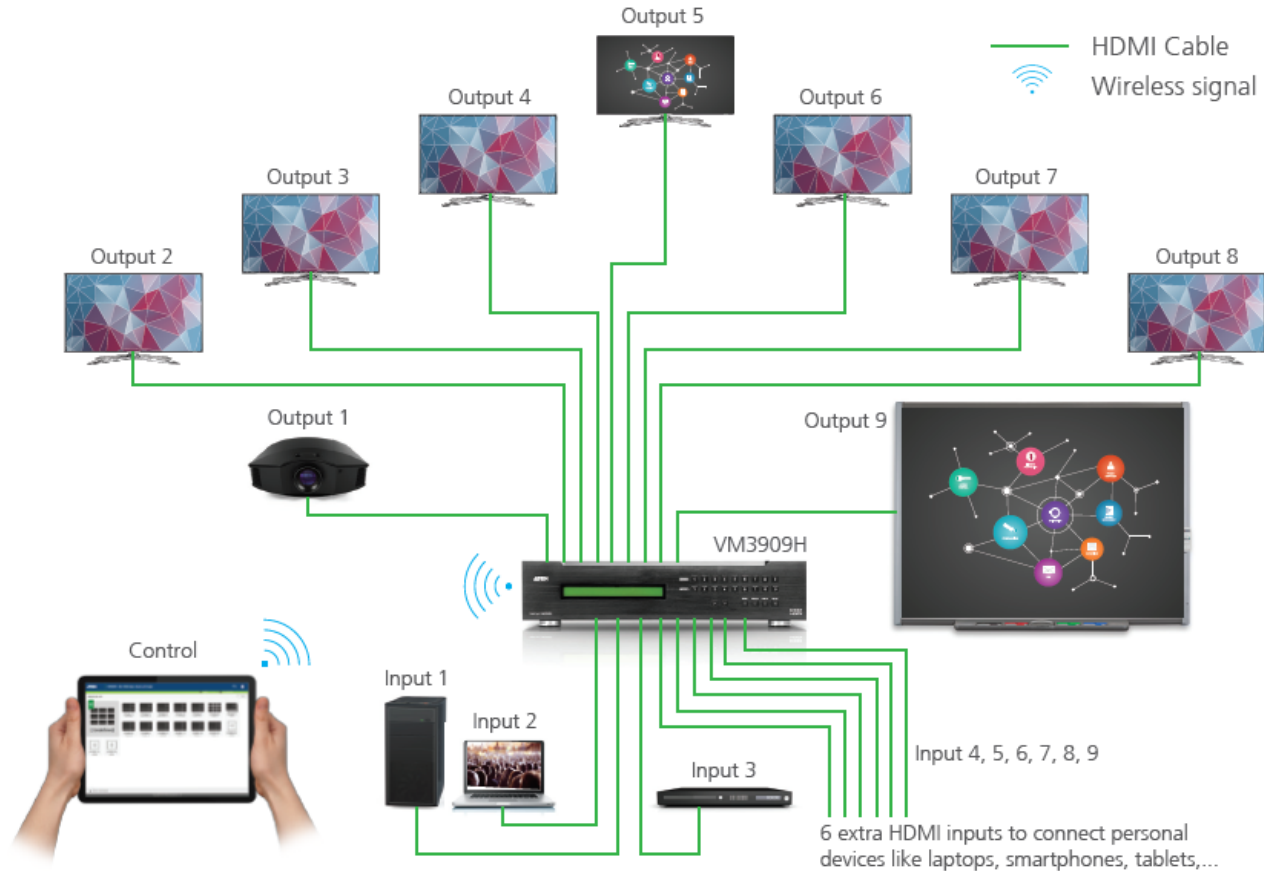 Output 5
HDMI Cable
Wireless signal
Output 4
Output 6
Output 3
Output 7
Output 2
Output 8
Output 1
Output 9
VM3909H
ATEN
Control
Input 1
Input 2
Input 3
Input 4, 5, 6, 7, 8, 9
6 extra HDMI inputs to connect personal
devices like laptops, smartphones, tablets,...